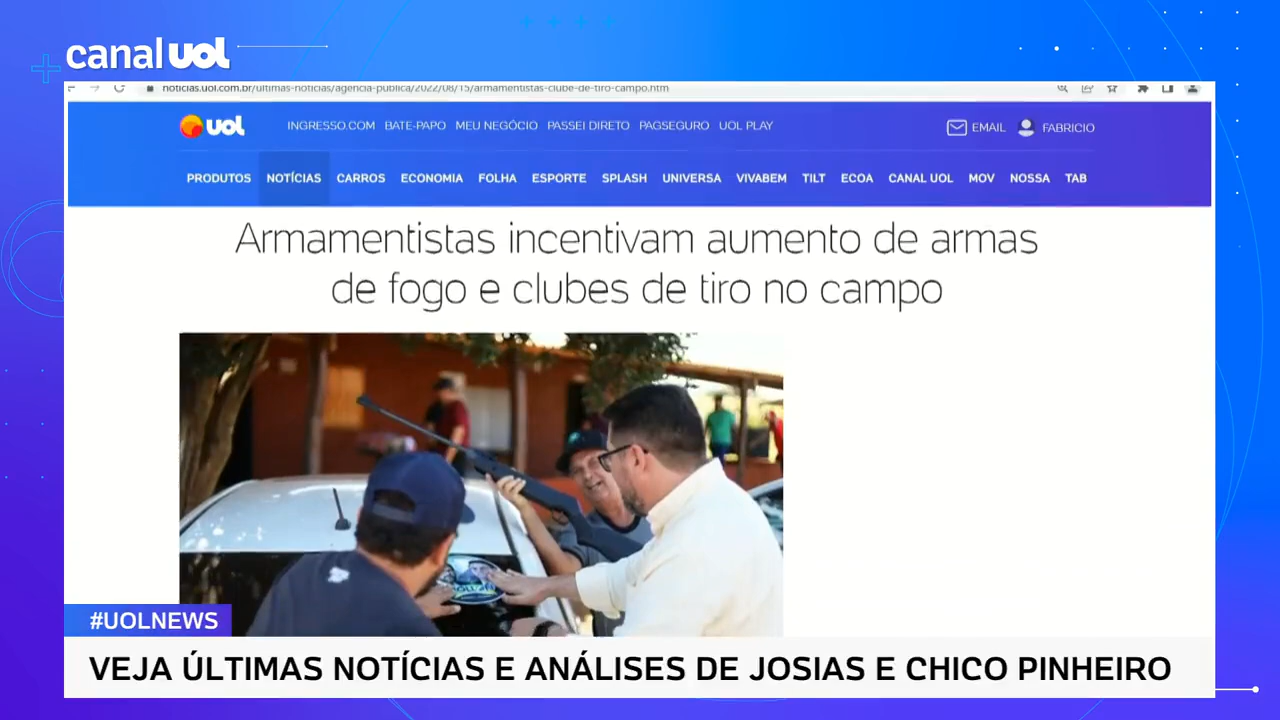 canal uol
noticias.uol.com.br/ultimas-noticias/agencia-publica/2022/06/15/armamentistas-clube-de-tiro-campo.htm
uol INGRESSO.COM BATE-PAPO MEU NEGÓCIO PASSEI DIRETO PAGSEGURO UOL PLAY EMAIL FABRICIO
PRODUTOS NOTÍCIAS CARROS ECONOMIA FOLHA ESPORTE SPLASH UNIVERSA VIVABEM TILT ECOA CANAL UOL MOV NOSSA TAB
Armamentistas incentivam aumento de armas
de fogo e clubes de tiro no campo
#UOLNEWS
VEJA ÚLTIMAS NOTÍCIAS E ANÁLISES DE JOSIAS E CHICO PINHEIRO